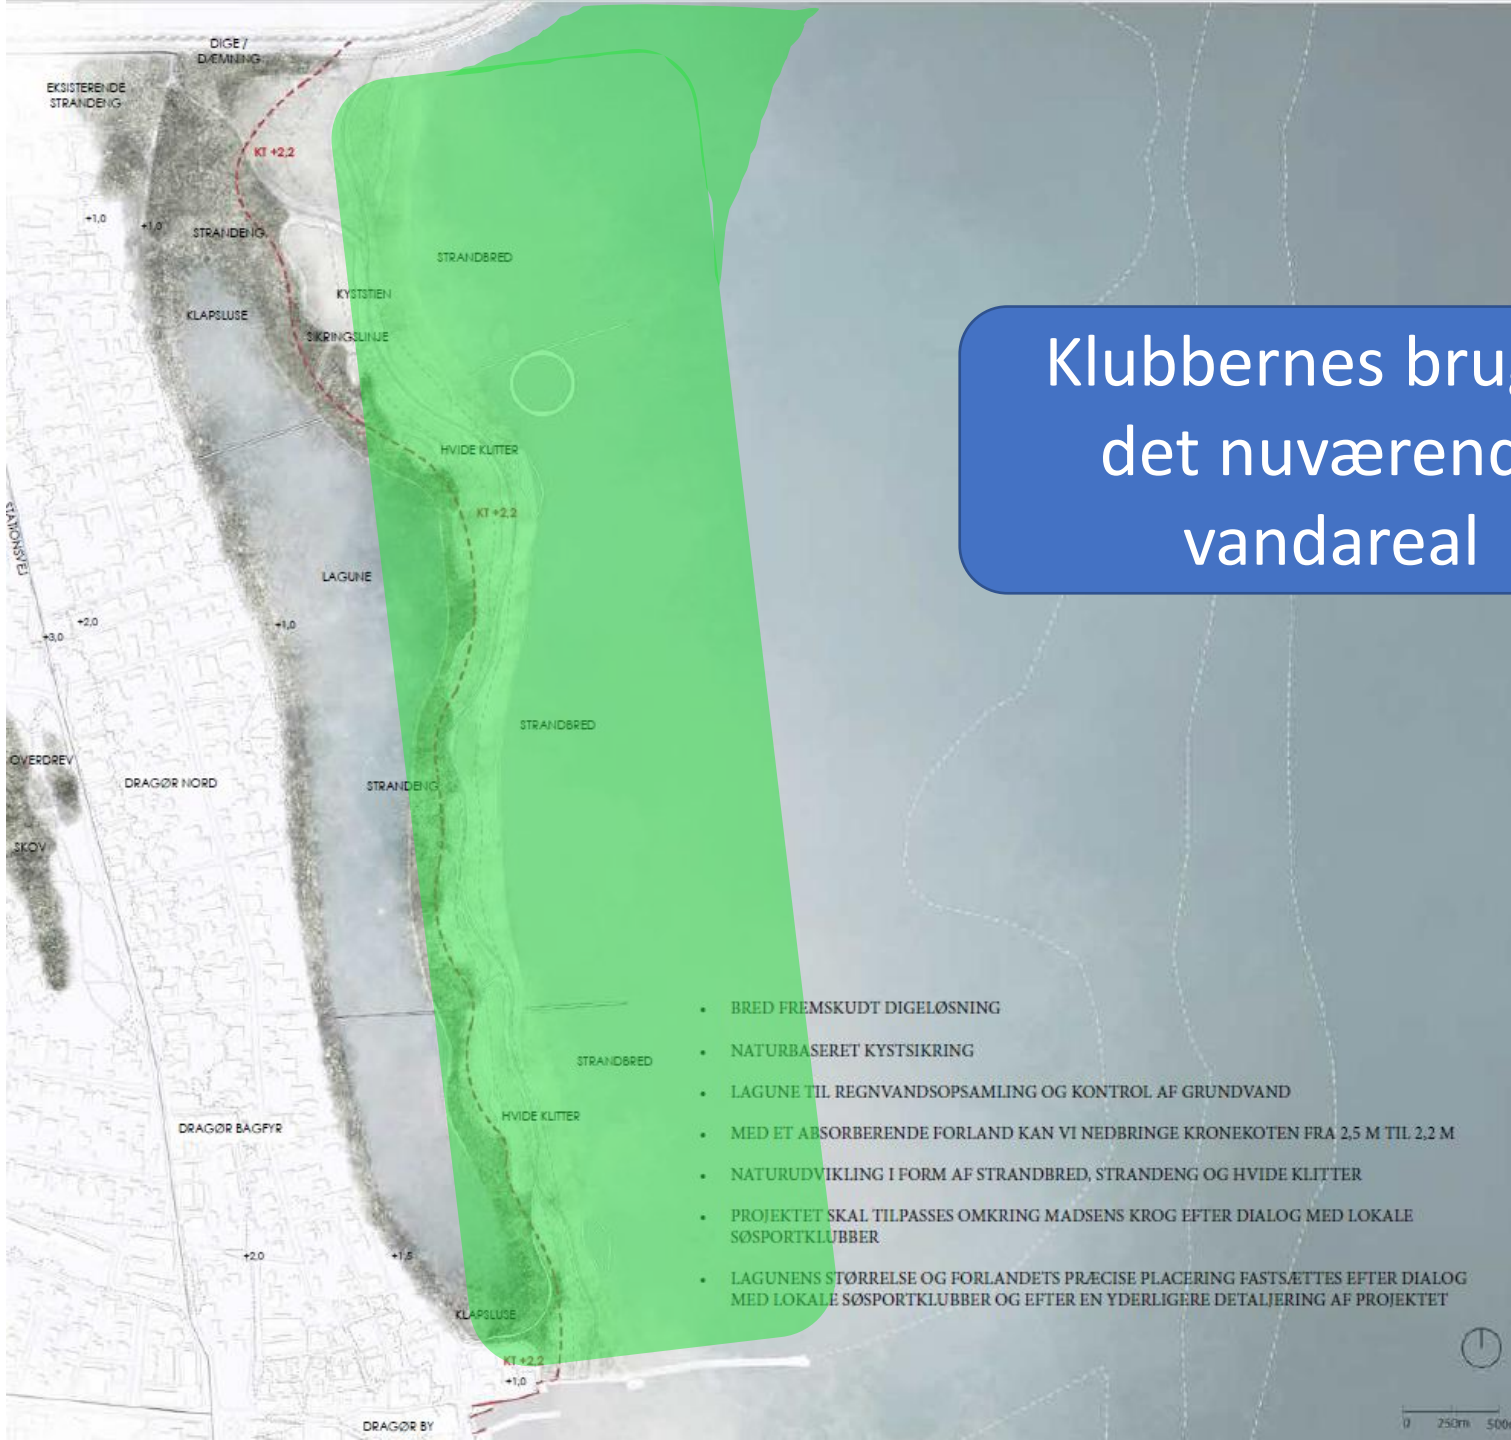 DIGE /
DÆMNING
EKSISTERENDE
STRANDENG
KT +2,2
+1,0
+1,0
STRANDENG
STRANDBRED
KYSTSTIEN
KLAPSLUSE
SIKRINGSLINJE
Klubbernes brug
det nuværend
vandareal
HVIDE KLITTER
KT +2,2
STATIONSVEJ
LAGUNE
+2,0
+1,0
+3,0
STRANDBRED
OVERDREV
DRAGØR NORD
STRANDENG
SKOV
• BRED FREMSKUDT DIGELØSNING
• NATURBASERET KYSTSIKRING
STRANDBRED
• LAGUNE TIL REGNVANDSOPSAMLING OG KONTROL AF GRUNDVAND
HVIDE KLITTER
DRAGØR BAGFYR
• MED ET ABSORBERENDE FORLAND KAN VI NEDBRINGE KRONEKOTEN FRA 2,5 M TIL 2,2 M
• NATURUDVIKLING I FORM AF STRANDBRED, STRANDENG OG HVIDE KLITTER
• PROJEKTET SKAL TILPASSES OMKRING MADSENS KROG EFTER DIALOG MED LOKALE
SØSPORTKLUBBER
+2,0
+1,5
• LAGUNENS STØRRELSE OG FORLANDETS PRÆCISE PLACERING FASTSÆTTES EFTER DIALOG
MED LOKALE SØSPORTKLUBBER OG EFTER EN YDERLIGERE DETALJERING AF PROJEKTET
KLAPSLUSE
KT +2,2
+1,0
DRAGØR BY
0 250m 500